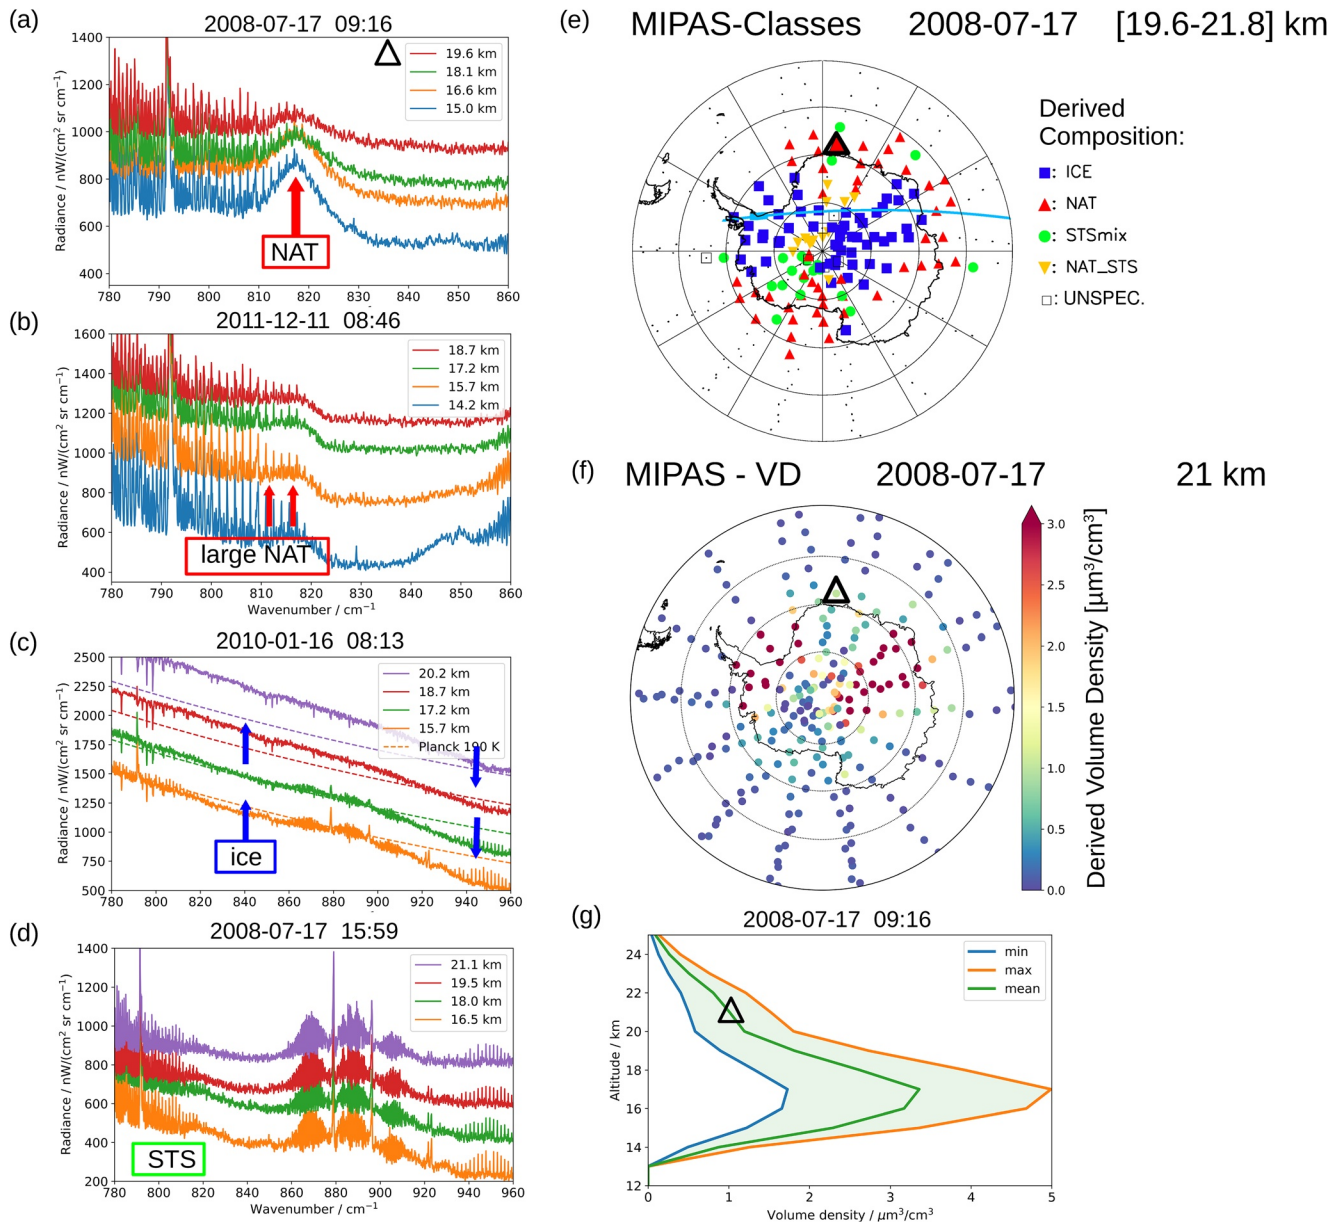 (a)
2008-07-17 09:16
1400
1200
1000
800
600
400
Radiance / nW/(cm² sr cm⁻¹)
19.6 km
18.1 km
16.6 km
15.0 km
NAT
780 790 800 810 820 830 840 850 860
(b)
2011-12-11 08:46
1600
1400
1200
1000
800
600
400
Radiance / nW/(cm² sr cm⁻¹)
18.7 km
17.2 km
15.7 km
14.2 km
large NAT
780 790 800 810 820 830 840 850 860
Wavenumber / cm⁻¹
(c)
2010-01-16 08:13
2500
2250
2000
1750
1500
1250
1000
750
500
Radiance / nW/(cm² sr cm⁻¹)
20.2 km
18.7 km
17.2 km
15.7 km
Planck 190 K
ice
780 800 820 840 860 880 900 920 940 960
(d)
2008-07-17 15:59
1400
1200
1000
800
600
400
200
Radiance / nW/(cm² sr cm⁻¹)
21.1 km
19.5 km
18.0 km
16.5 km
STS
780 800 820 840 860 880 900 920 940 960
Wavenumber / cm⁻¹
(e)
MIPAS-Classes 2008-07-17 [19.6-21.8] km
Derived
Composition:
: ICE
: NAT
: STSmix
: NAT_STS
: UNSPEC.
(f)
MIPAS - VD 2008-07-17 21 km
3.0
2.5
2.0
1.5
1.0
0.5
0.0
Derived Volume Density [µm³/cm³]
(g)
2008-07-17 09:16
24
22
20
18
16
14
12
Altitude / km
min
max
mean
0 1 2 3 4 5
Volume density / µm³/cm³